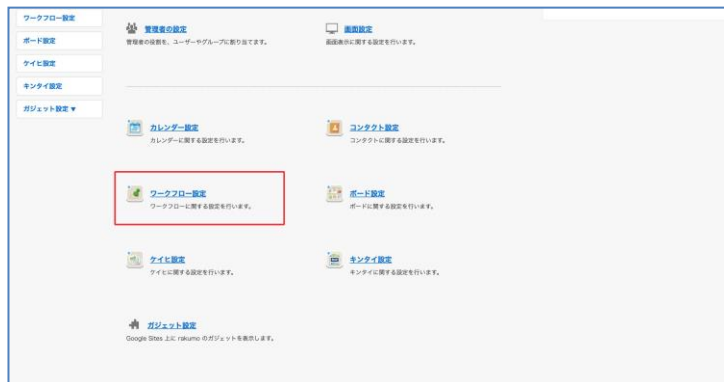 ワークフロー設定
ボード設定
ケイヒ設定
キンタイ設定
ガジェット設定 ▼
管理者の設定
管理者の役割を、ユーザーやグループに割り当てます。
画面設定
画面表示に関する設定を行います。
カレンダー設定
カレンダーに関する設定を行います。
コンタクト設定
コンタクトに関する設定を行います。
ワークフロー設定
ワークフローに関する設定を行います。
ボード設定
ボードに関する設定を行います。
ケイヒ設定
ケイヒに関する設定を行います。
キンタイ設定
キンタイに関する設定を行います。
ガジェット設定
Google Sites 上に rakumo のガジェットを表示します。